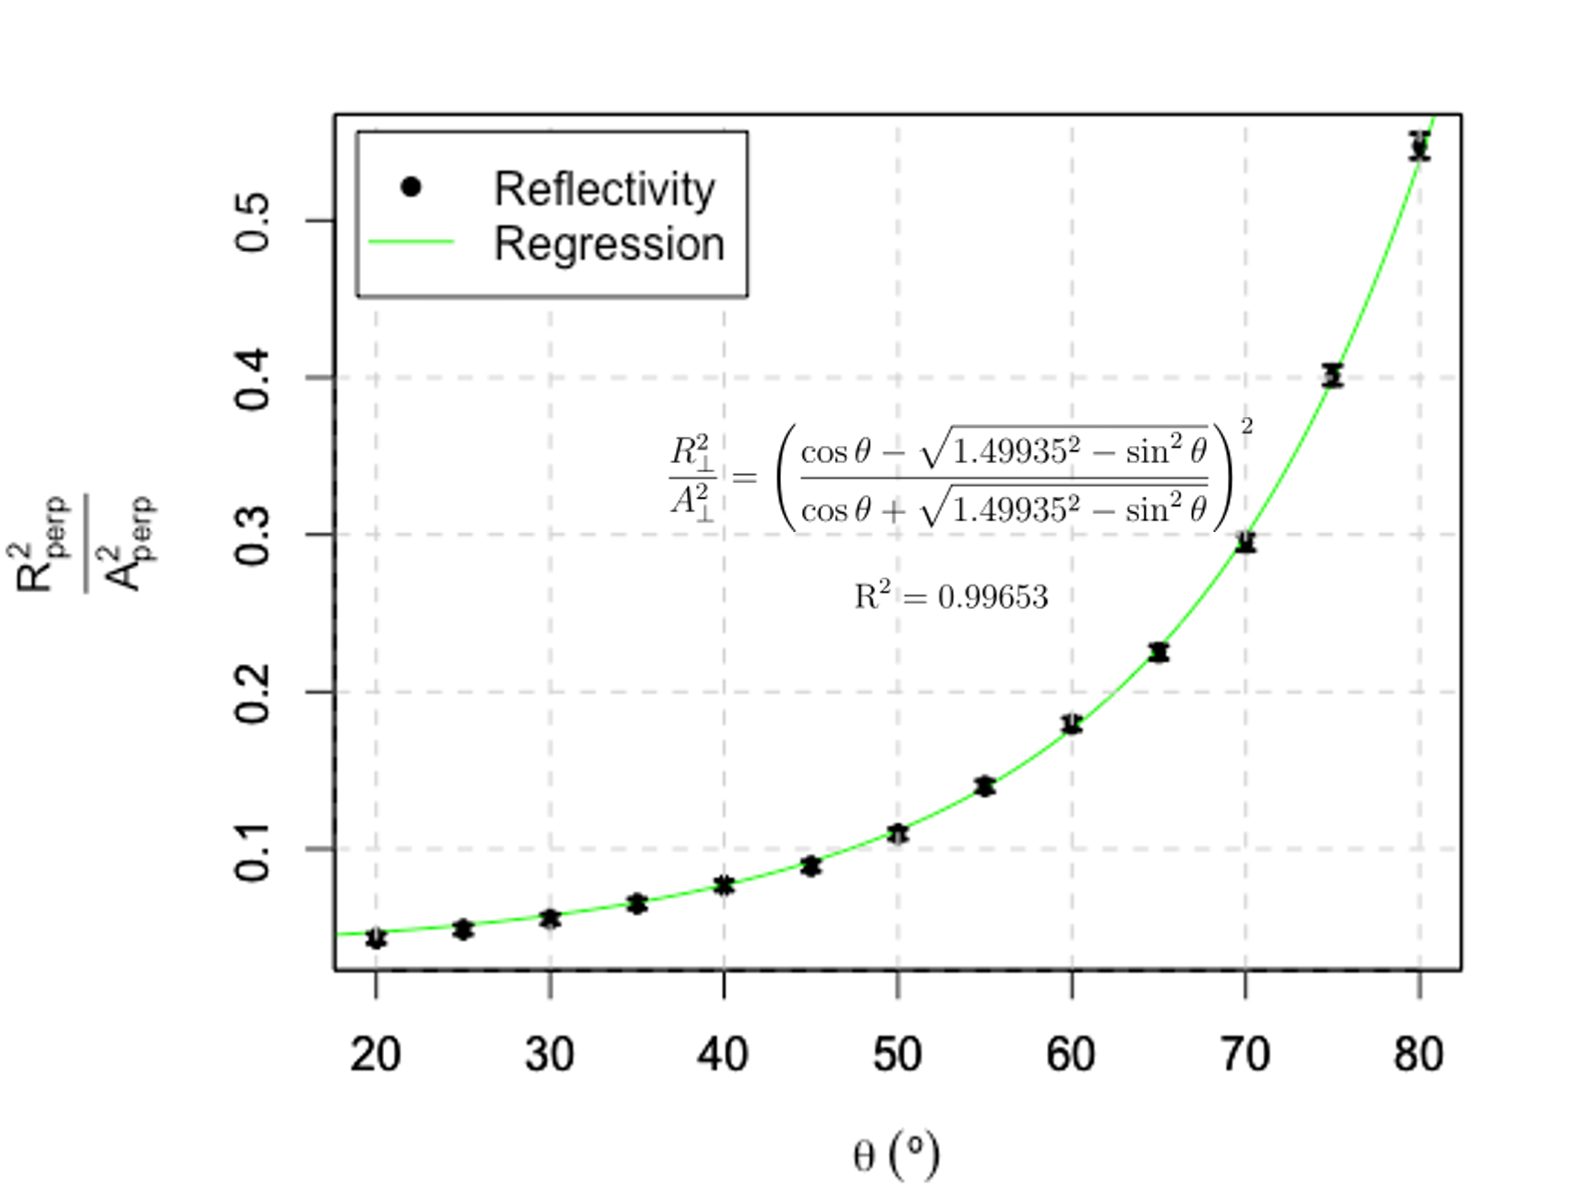 Reflectivity
Regression
0.5
0.4
0.3
0.2
0.1
R²perp
A²perp
R²⊥ / A²⊥ = ( (cos θ − √(1.49935² − sin² θ)) / (cos θ + √(1.49935² − sin² θ)) )²
R² = 0.99653
20 30 40 50 60 70 80
θ (º)